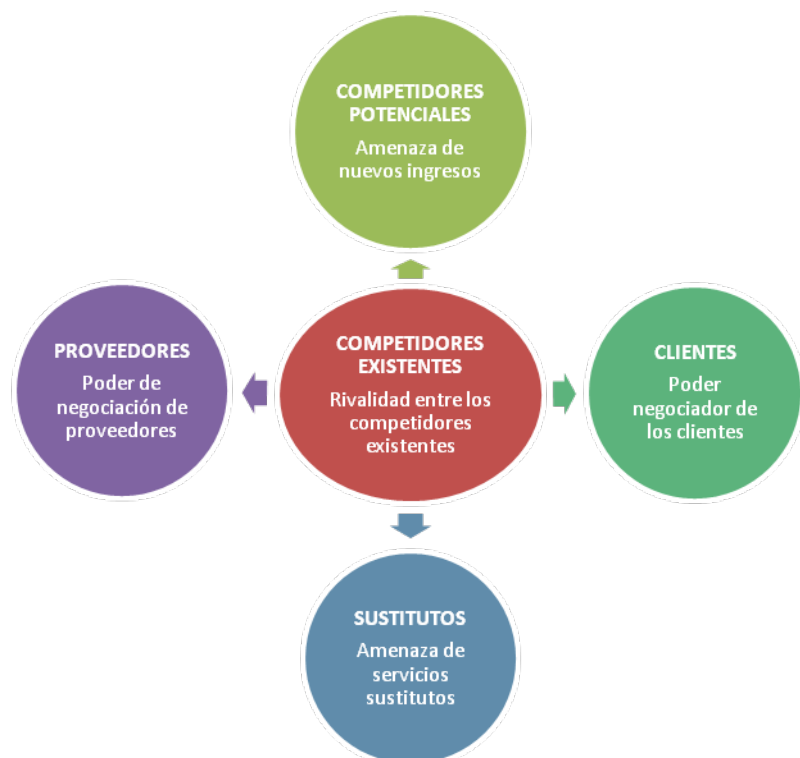 COMPETIDORES
POTENCIALES
Amenaza de
nuevos ingresos
PROVEEDORES
Poder de
negociación de
proveedores
COMPETIDORES
EXISTENTES
Rivalidad entre los
competidores
existentes
CLIENTES
Poder
negociador de
los clientes
SUSTITUTOS
Amenaza de
servicios
sustitutos